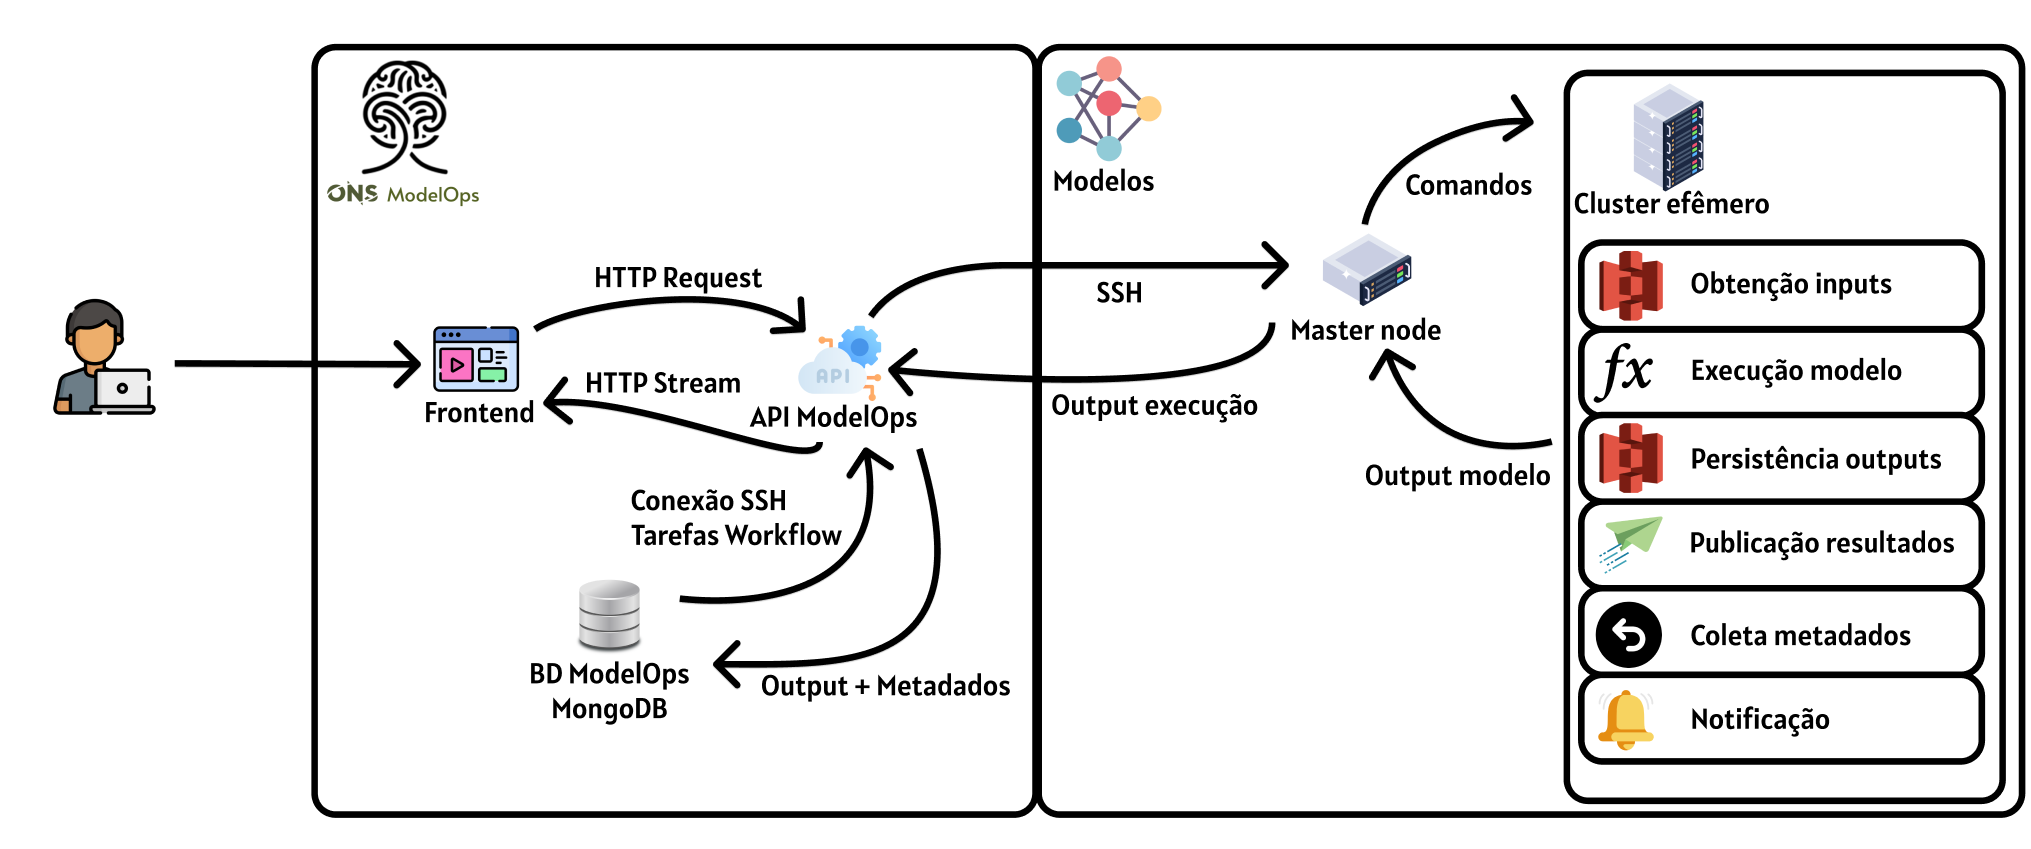 ONS ModelOps
HTTP Request
Frontend
HTTP Stream
API
API ModelOps
Conexão SSH
Tarefas Workflow
BD ModelOps
MongoDB
Output + Metadados
Modelos
SSH
Output execução
Master node
Comandos
Output modelo
Cluster efêmero
Obtenção inputs
fx
Execução modelo
Persistência outputs
Publicação resultados
Coleta metadados
Notificação